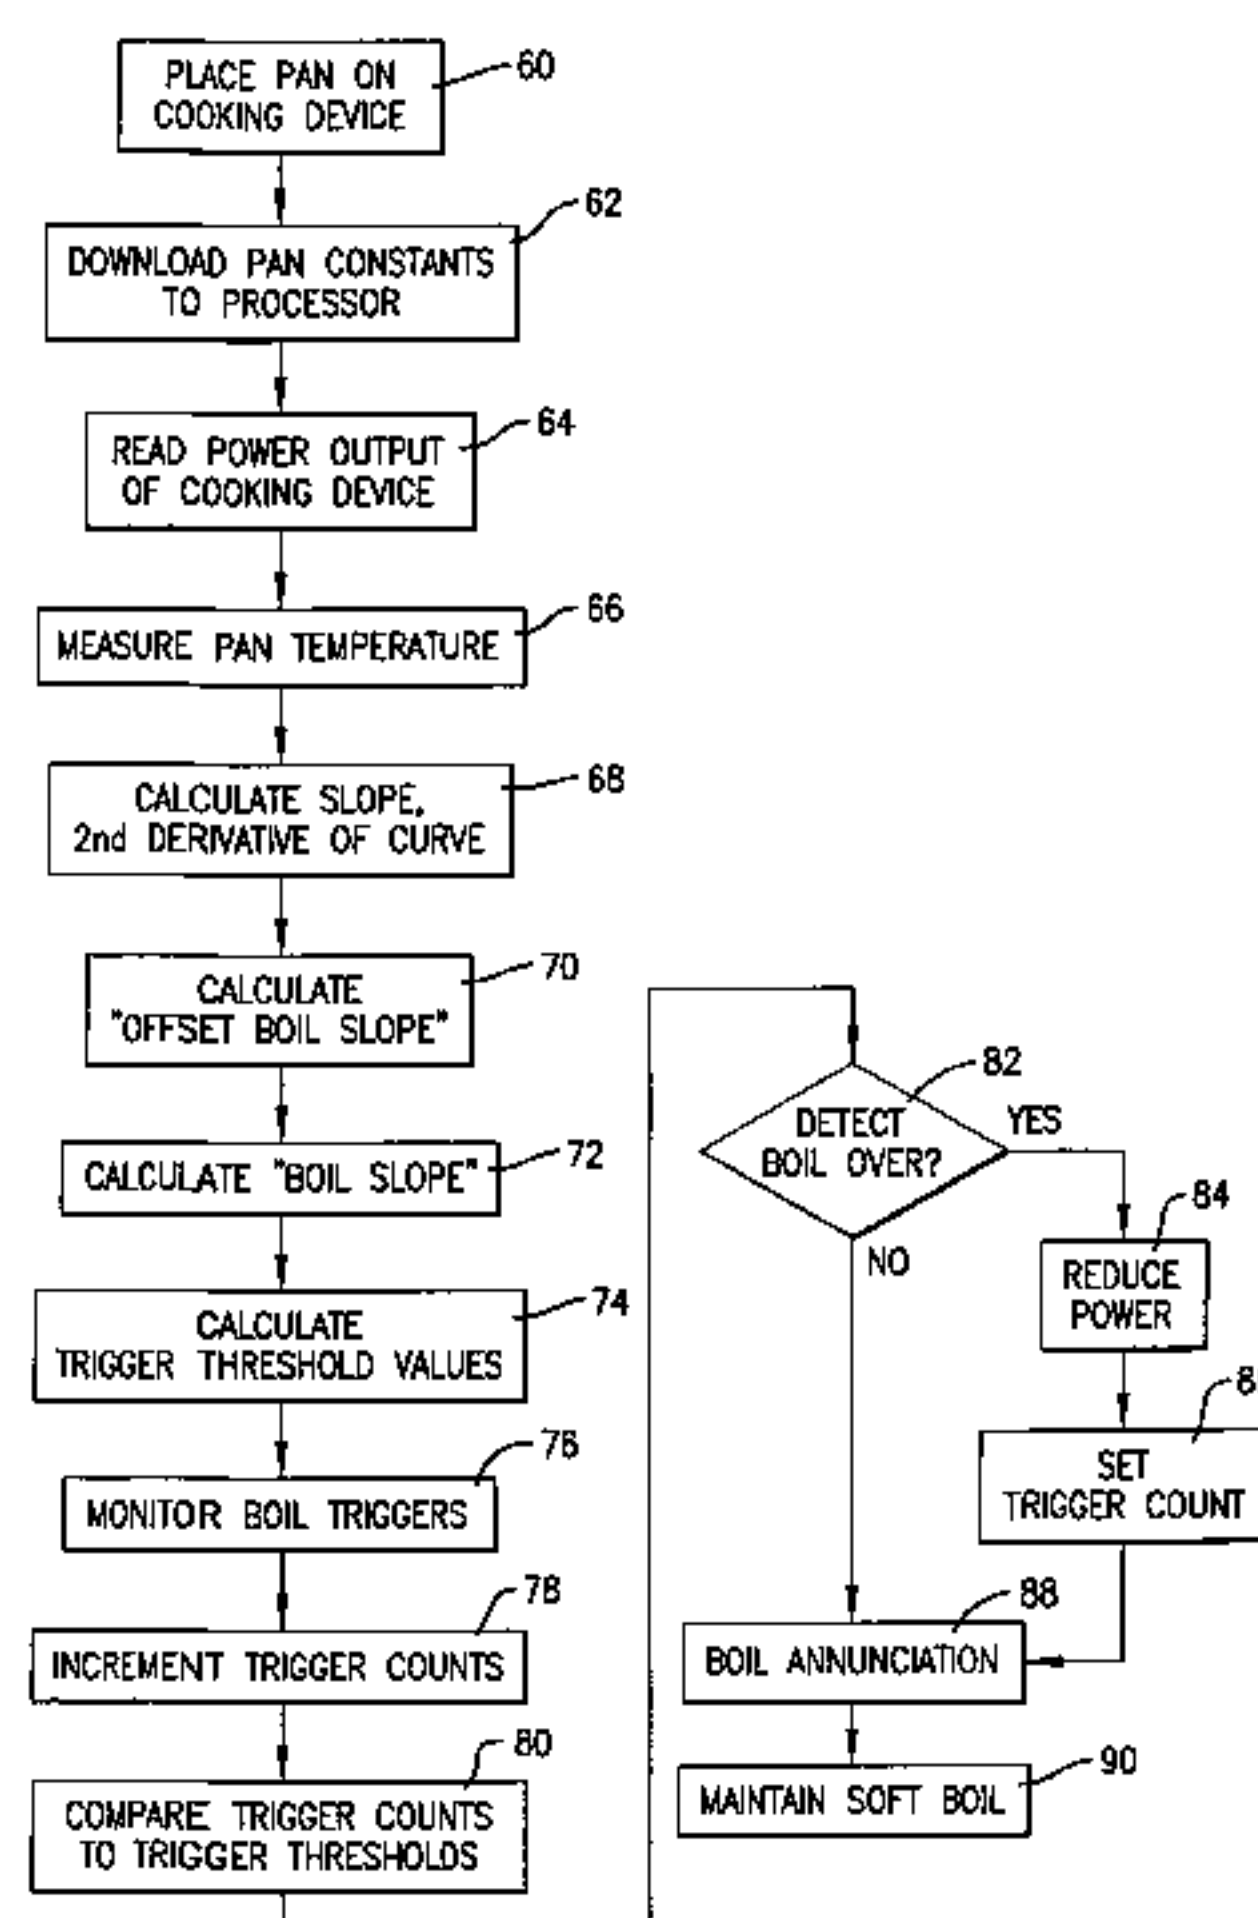 PLACE PAN ON
COOKING DEVICE
60
DOWNLOAD PAN CONSTANTS
TO PROCESSOR
62
READ POWER OUTPUT
OF COOKING DEVICE
64
MEASURE PAN TEMPERATURE
66
CALCULATE SLOPE,
2nd DERIVATIVE OF CURVE
68
CALCULATE
"OFFSET BOIL SLOPE"
70
CALCULATE "BOIL SLOPE"
72
CALCULATE
TRIGGER THRESHOLD VALUES
74
MONITOR BOIL TRIGGERS
76
INCREMENT TRIGGER COUNTS
78
COMPARE TRIGGER COUNTS
TO TRIGGER THRESHOLDS
80
DETECT
BOIL OVER?
82
YES
NO
REDUCE
POWER
84
SET
TRIGGER COUNT
BOIL ANNUNCIATION
88
MAINTAIN SOFT BOIL
90